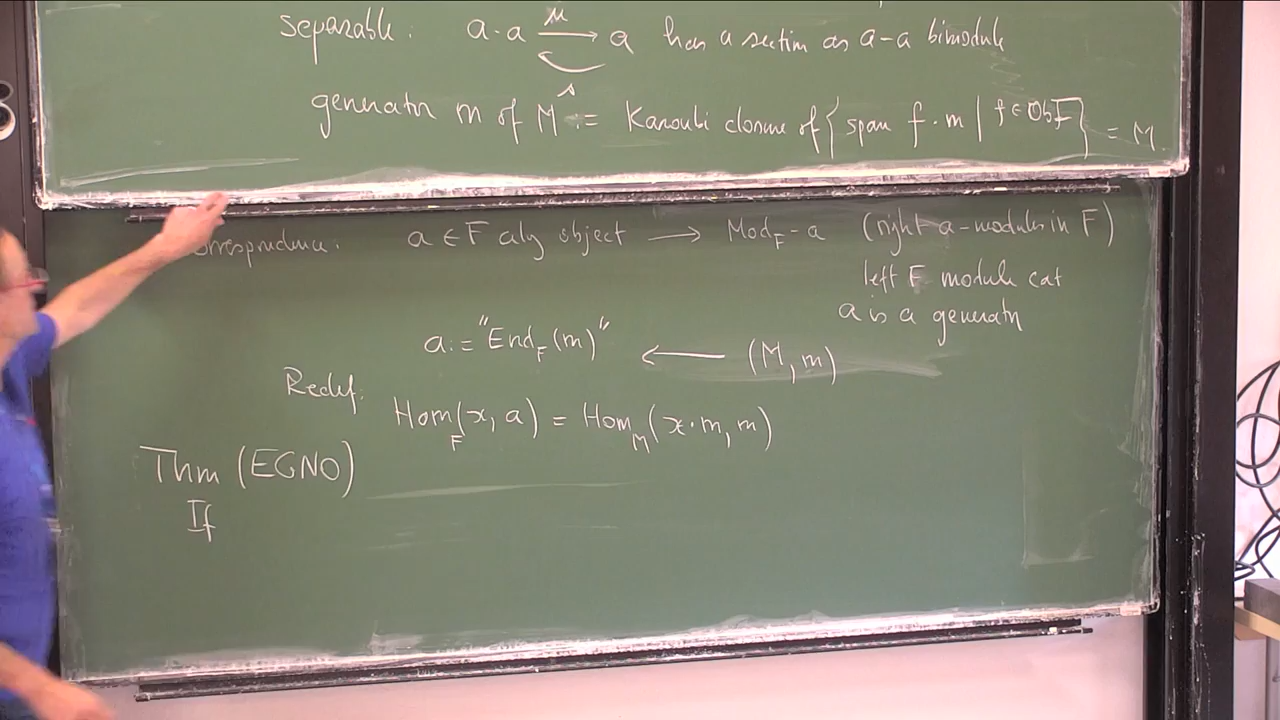 separable: a·a —μ→ a has a section as a-a bimodule
generator m of M^ := Karoubi closure of { span f·m | f ∈ Ob F } = M
correspondence: a ∈ F alg object ⟶ Mod_F-a (right a-modules in F)
left F module cat
a is a generator
a := "End_F(m)" ⟵ (M, m)
Redef:
Hom_F(x, a) = Hom_M(x·m, m)
Thm (EGNO)
If